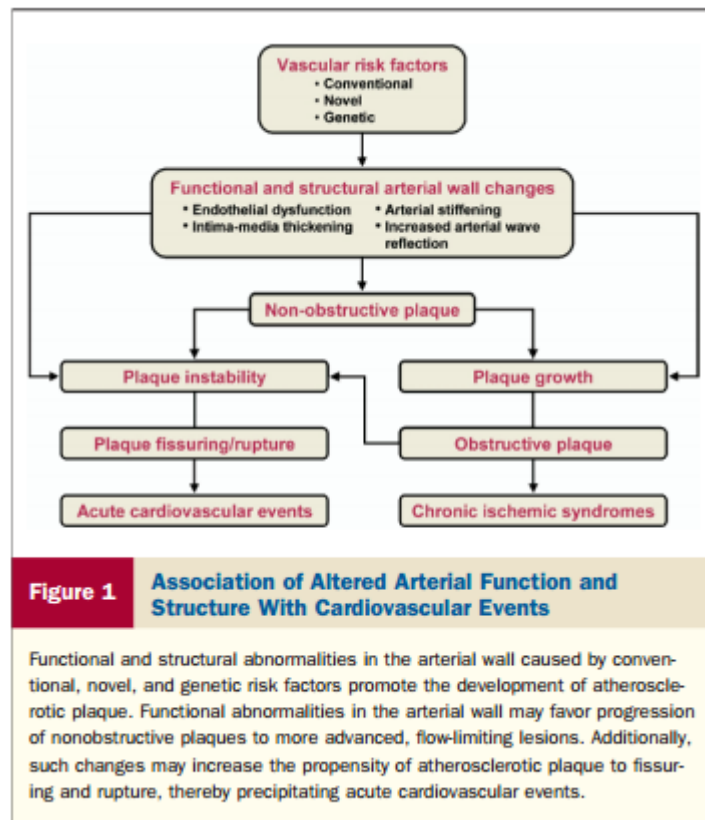 Vascular risk factors
• Conventional
• Novel
• Genetic
Functional and structural arterial wall changes
• Endothelial dysfunction
• Intima-media thickening
• Arterial stiffening
• Increased arterial wave
reflection
Non-obstructive plaque
Plaque instability
Plaque growth
Plaque fissuring/rupture
Obstructive plaque
Acute cardiovascular events
Chronic ischemic syndromes
Figure 1
Association of Altered Arterial Function and
Structure With Cardiovascular Events
Functional and structural abnormalities in the arterial wall caused by conven-
tional, novel, and genetic risk factors promote the development of atheroscle-
rotic plaque. Functional abnormalities in the arterial wall may favor progression
of nonobstructive plaques to more advanced, flow-limiting lesions. Additionally,
such changes may increase the propensity of atherosclerotic plaque to fissur-
ing and rupture, thereby precipitating acute cardiovascular events.